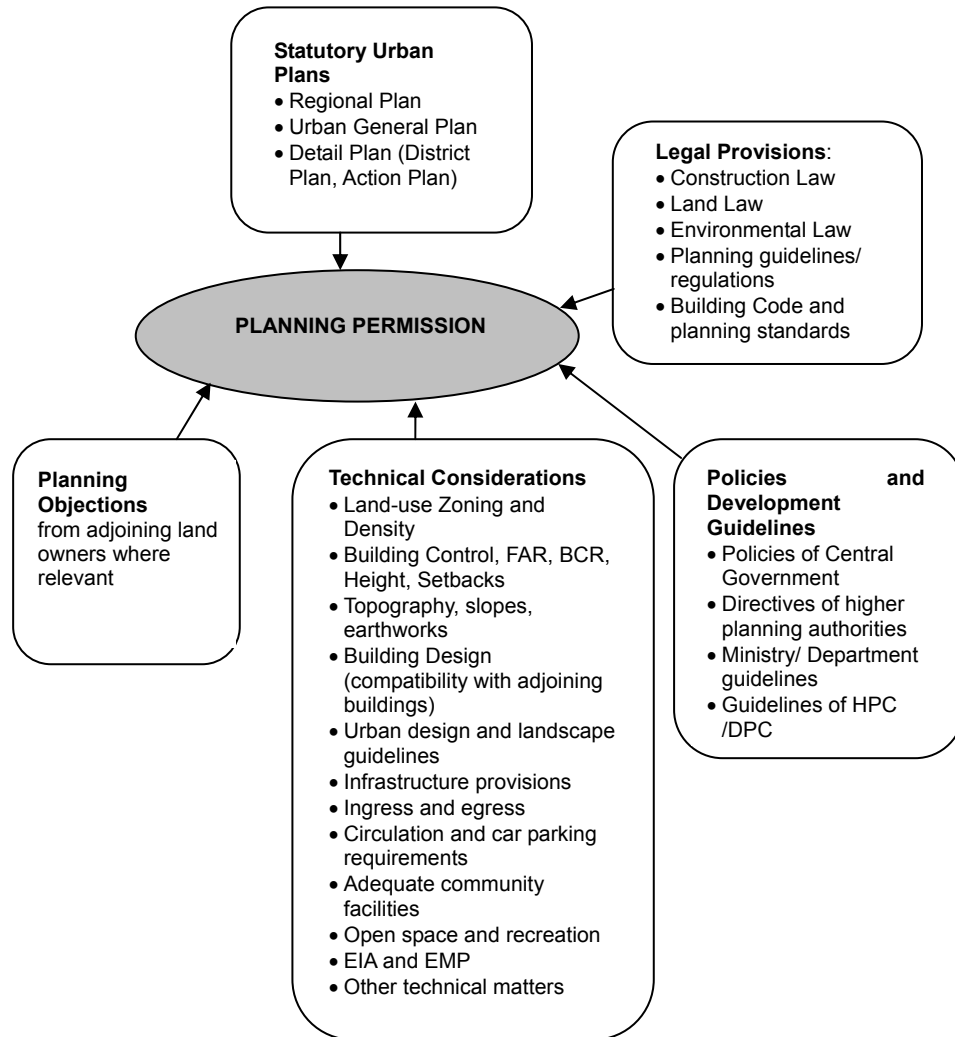 Statutory Urban
Plans
• Regional Plan
• Urban General Plan
• Detail Plan (District
Plan, Action Plan)
Legal Provisions:
• Construction Law
• Land Law
• Environmental Law
• Planning guidelines/
regulations
• Building Code and
planning standards
PLANNING PERMISSION
Planning
Objections
from adjoining land
owners where
relevant
Technical Considerations
• Land-use Zoning and
Density
• Building Control, FAR, BCR,
Height, Setbacks
• Topography, slopes,
earthworks
• Building Design
(compatibility with adjoining
buildings)
• Urban design and landscape
guidelines
• Infrastructure provisions
• Ingress and egress
• Circulation and car parking
requirements
• Adequate community
facilities
• Open space and recreation
• EIA and EMP
• Other technical matters
Policies and
Development
Guidelines
• Policies of Central
Government
• Directives of higher
planning authorities
• Ministry/ Department
guidelines
• Guidelines of HPC
/DPC